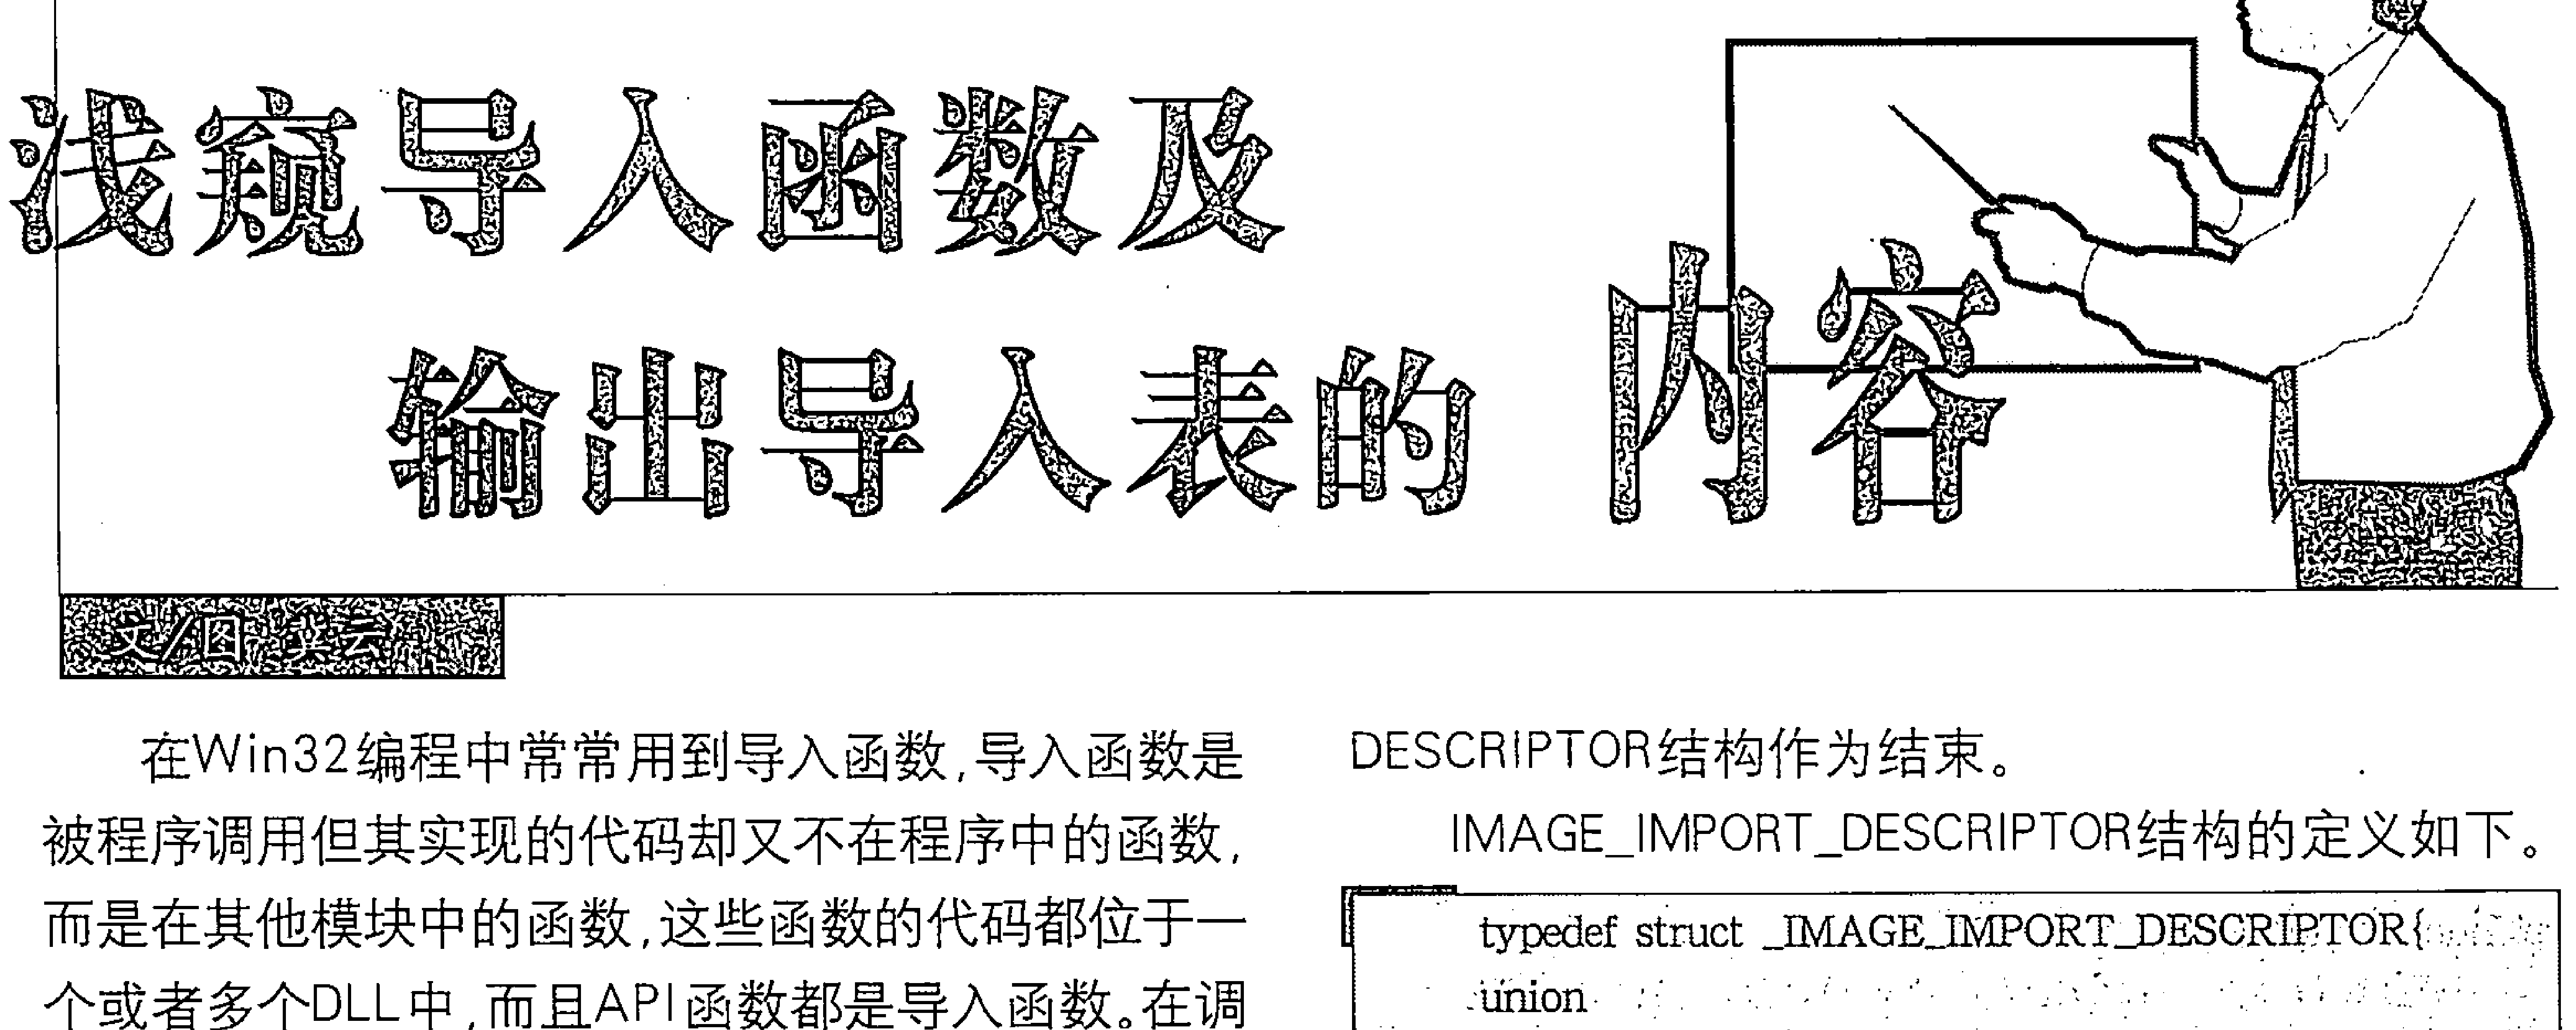 浅窥导入函数及
输出导入表的 内容
文/图
在Win32编程中常常用到导入函数,导入函数是
被程序调用但其实现的代码却又不在程序中的函数,
而是在其他模块中的函数,这些函数的代码都位于一
个或者多个DLL中,而且API函数都是导入函数。在调
DESCRIPTOR结构作为结束。
IMAGE_IMPORT_DESCRIPTOR结构的定义如下。
typedef struct _IMAGE_IMPORT_DESCRIPTOR{
union